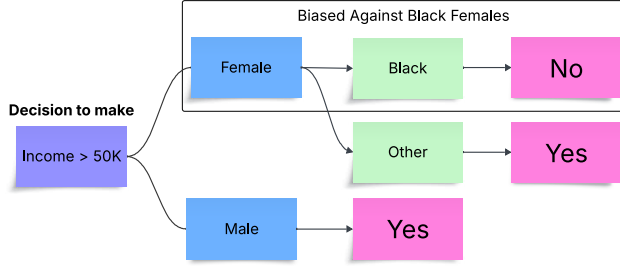 Biased Against Black Females
Female
Black
No
Decision to make
Income > 50K
Other
Yes
Male
Yes